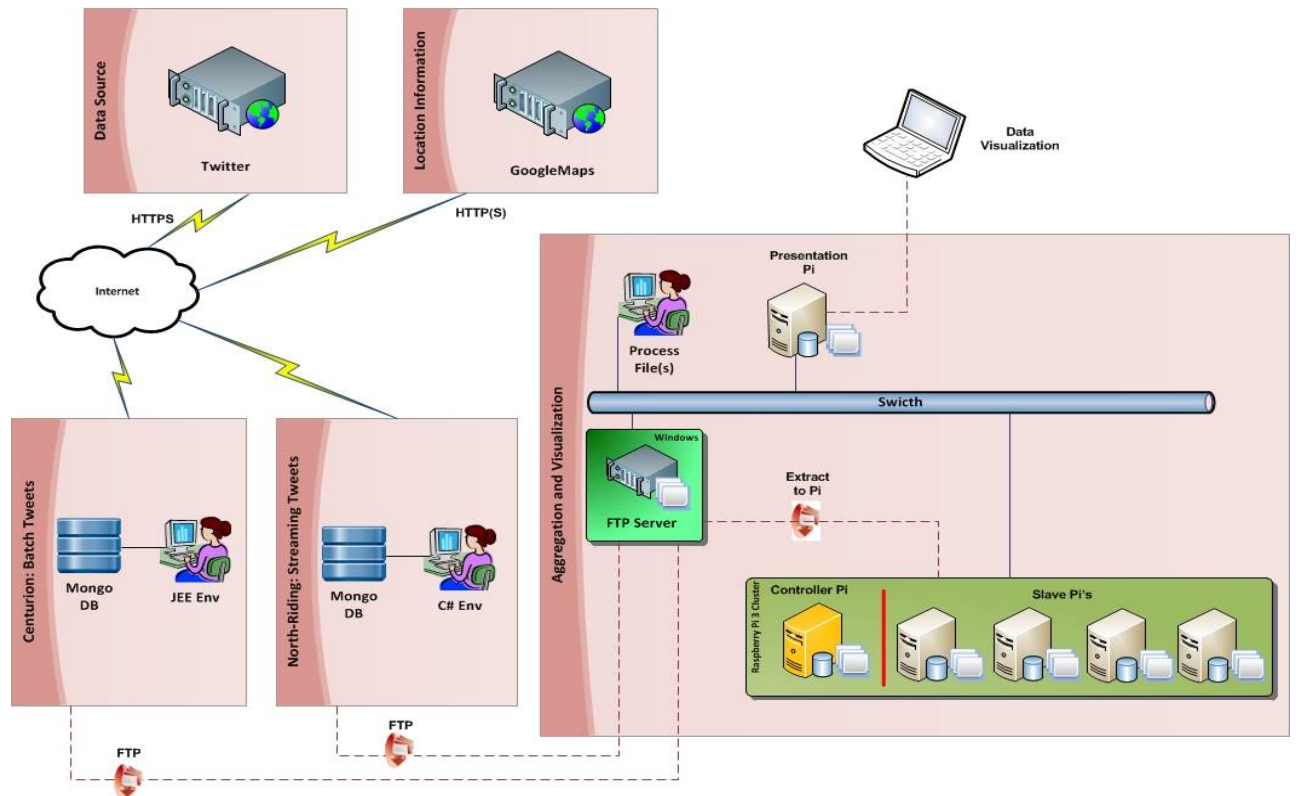 Data Source
Twitter
Location Information
GoogleMaps
Data
Visualization
HTTPS
HTTP(S)
Internet
Aggregation and Visualization
Process
File(s)
Presentation
Pi
Swicth
Windows
FTP Server
Extract
to Pi
Raspberry Pi 3 Cluster
Controller Pi
Slave Pi's
Centurion: Batch Tweets
Mongo
DB
JEE Env
North-Riding: Streaming Tweets
Mongo
DB
C# Env
FTP
FTP